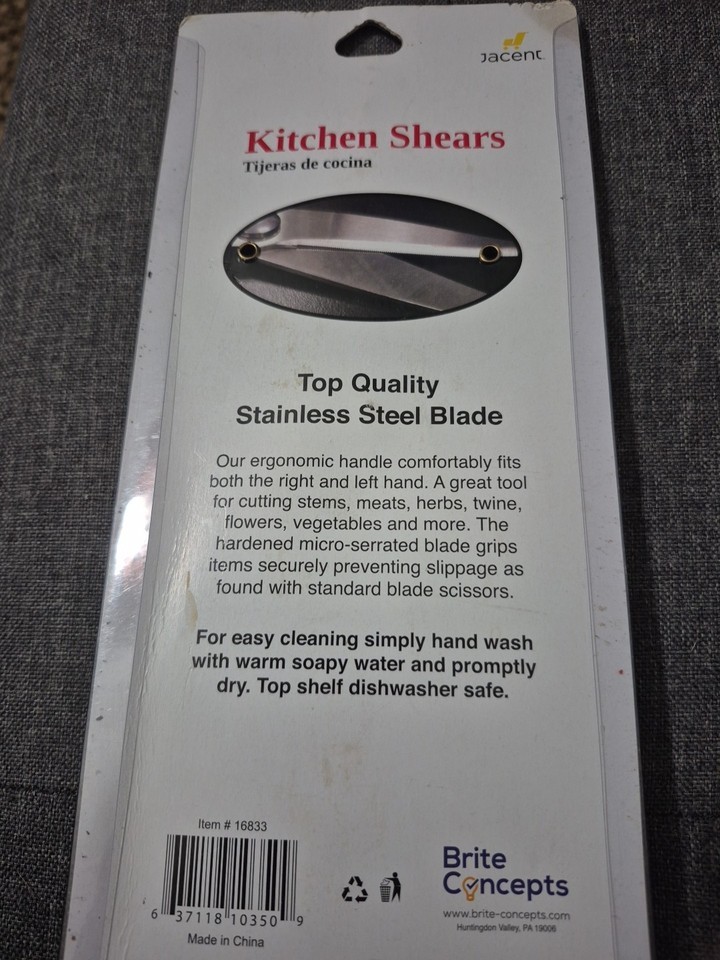 Jacent
Kitchen Shears
Tijeras de cocina
Top Quality
Stainless Steel Blade
Our ergonomic handle comfortably fits
both the right and left hand. A great tool
for cutting stems, meats, herbs, twine,
flowers, vegetables and more. The
hardened micro-serrated blade grips
items securely preventing slippage as
found with standard blade scissors.
For easy cleaning simply hand wash
with warm soapy water and promptly
dry. Top shelf dishwasher safe.
Item # 16833
6 37118 10350 9
Made in China
Brite
Concepts
www.brite-concepts.com
Huntingdon Valley, PA 19006